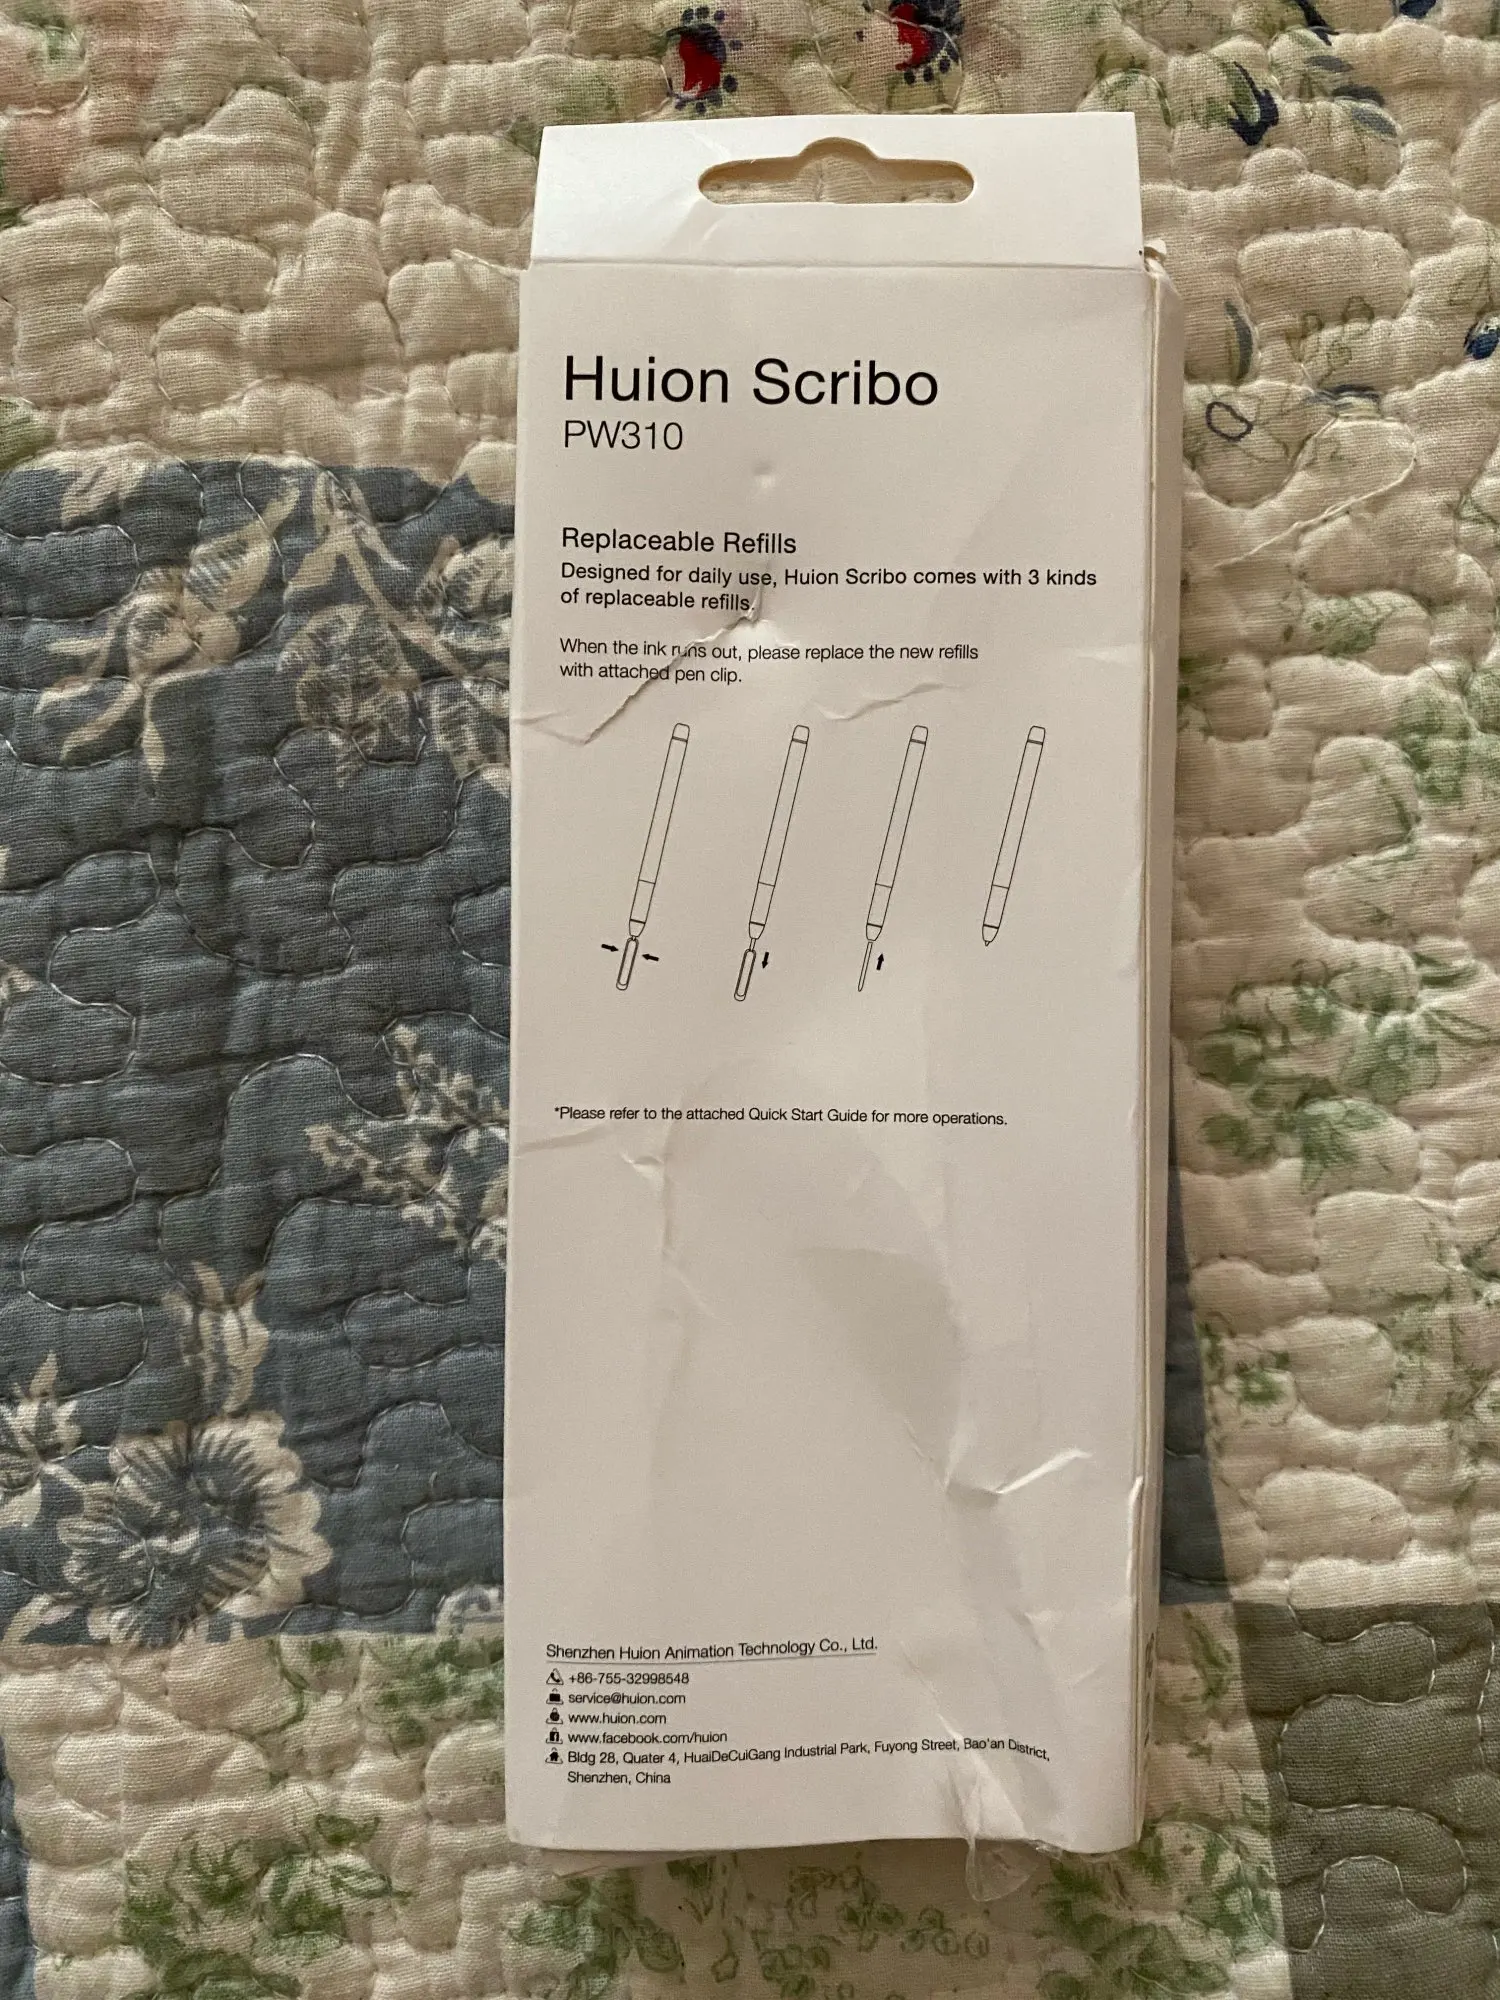 Huion Scribo
PW310
Replaceable Refills
Designed for daily use, Huion Scribo comes with 3 kinds
of replaceable refills.
When the ink runs out, please replace the new refills
with attached pen clip.
*Please refer to the attached Quick Start Guide for more operations.
Shenzhen Huion Animation Technology Co., Ltd.
+86-755-32998548
service@huion.com
www.huion.com
www.facebook.com/huion
Bldg 28, Quater 4, HuaiDeCuiGang Industrial Park, Fuyong Street, Bao'an District,
Shenzhen, China